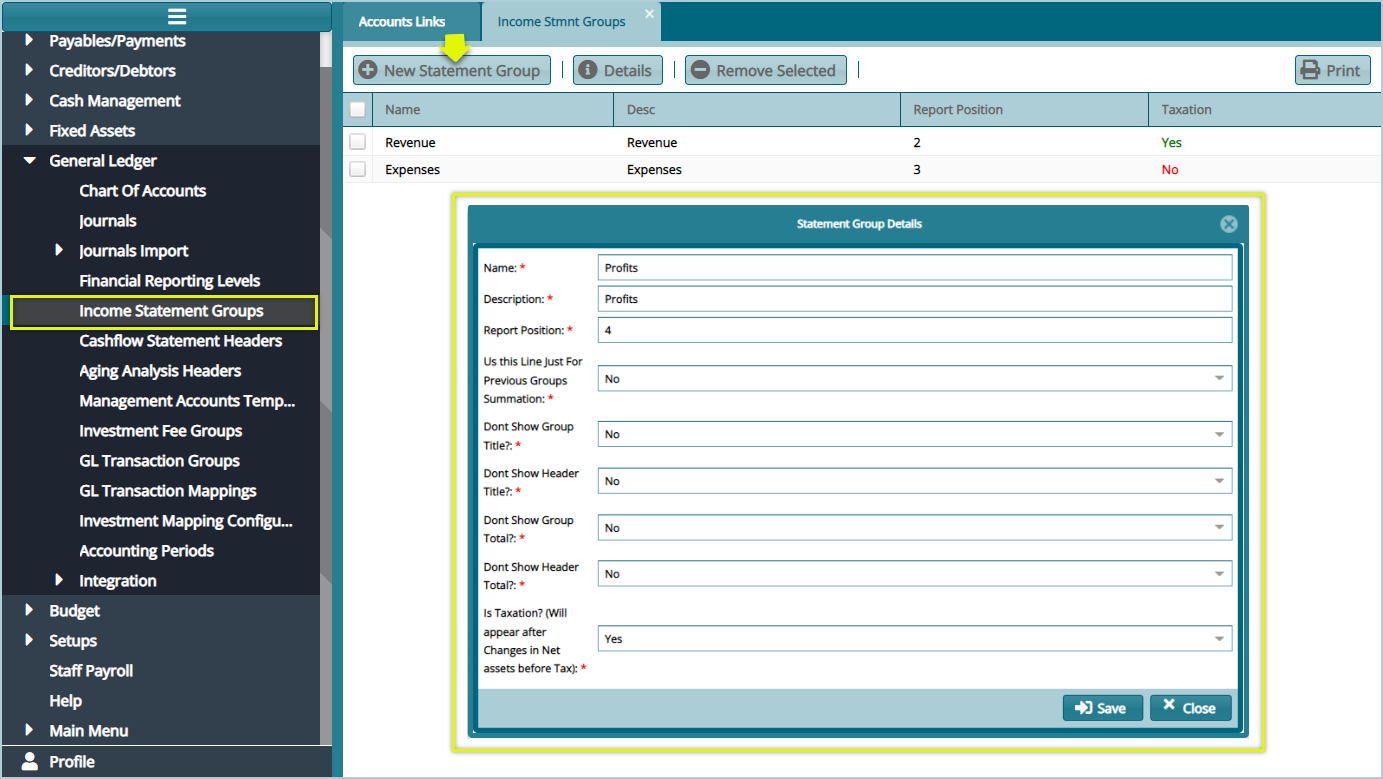 Payables/Payments
Creditors/Debtors
Cash Management
Fixed Assets
General Ledger
Chart Of Accounts
Journals
Journals Import
Financial Reporting Levels
Income Statement Groups
Cashflow Statement Headers
Aging Analysis Headers
Management Accounts Temp...
Investment Fee Groups
GL Transaction Groups
GL Transaction Mappings
Investment Mapping Configu...
Accounting Periods
Integration
Budget
Setups
Staff Payroll
Help
Main Menu
Profile
Accounts Links Income Stmnt Groups
New Statement Group Details Remove Selected Print
Name Desc Report Position Taxation
Revenue Revenue 2 Yes
Expenses Expenses 3 No
Statement Group Details
Name: * Profits
Description: * Profits
Report Position: * 4
Us this Line Just For
Previous Groups No
Summation: *
Dont Show Group No
Title?: *
Dont Show Header No
Title?: *
Dont Show Group No
Total?: *
Dont Show Header No
Total?: *
Is Taxation? (Will
appear after Yes
Changes in Net
assets before Tax): *
Save Close